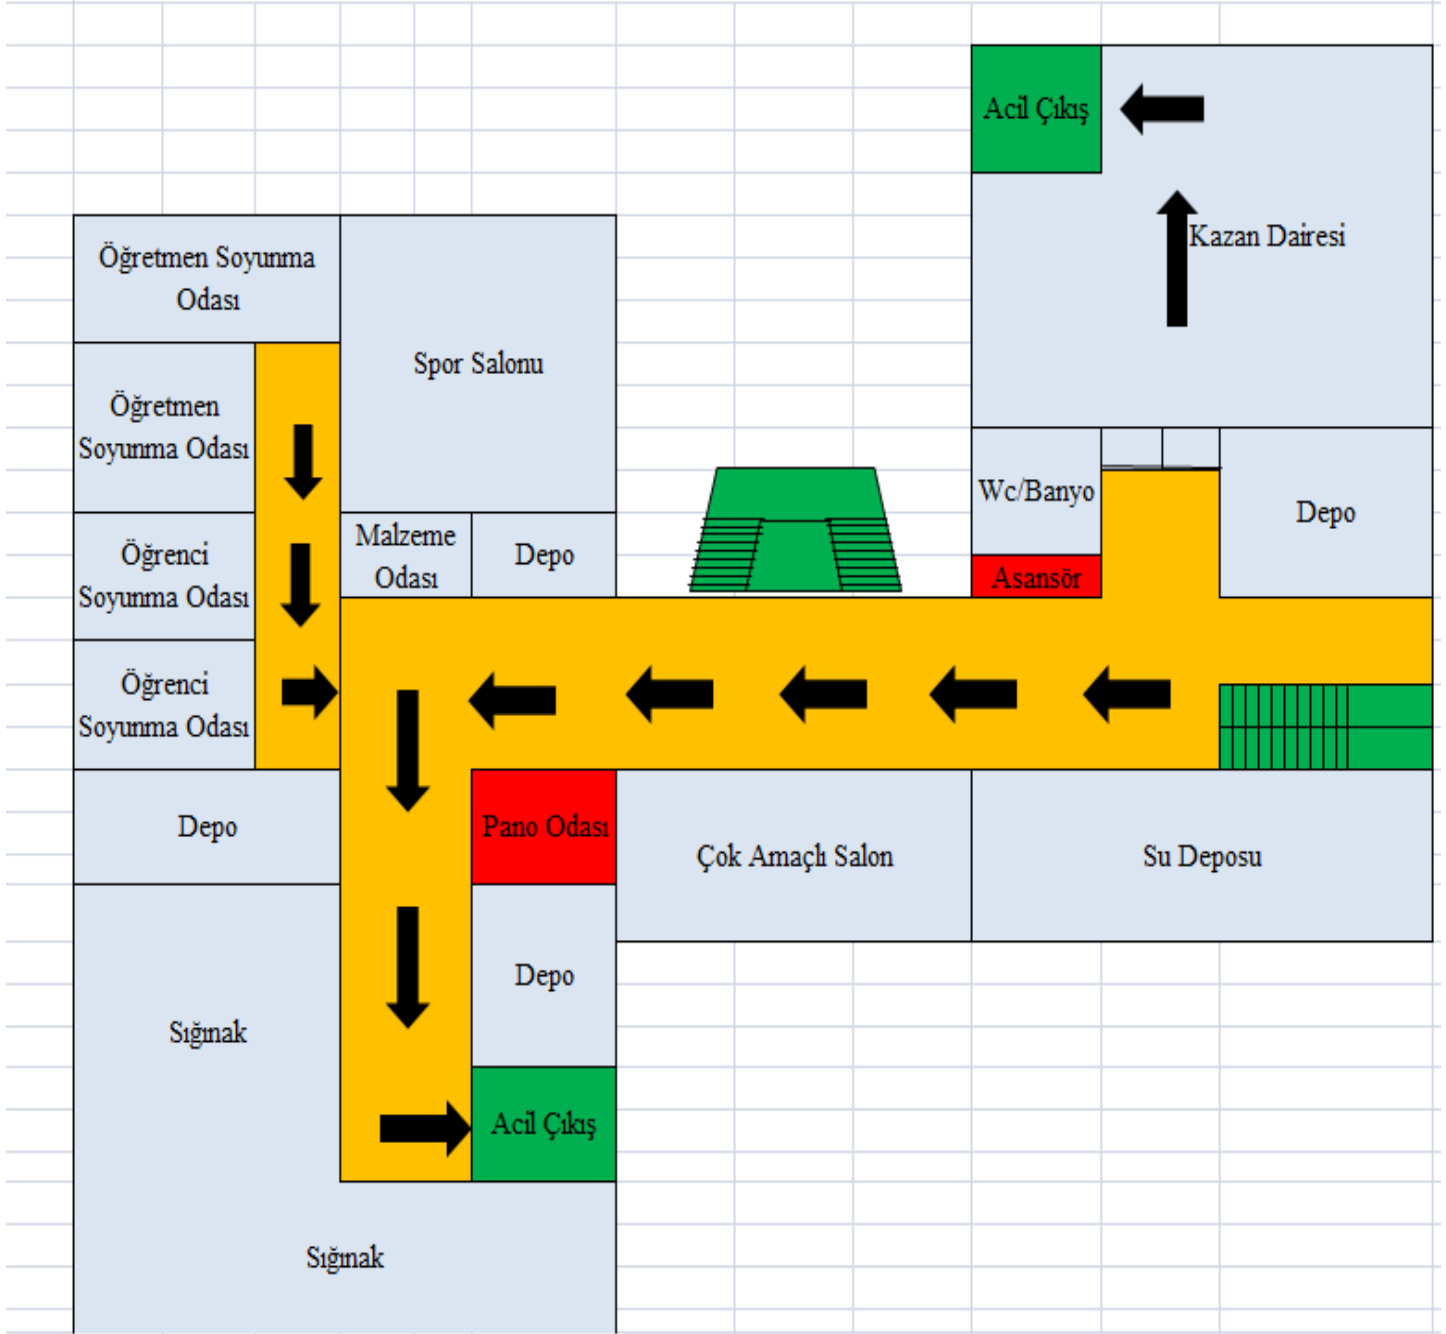 Acil Çıkış
Kazan Dairesi
Öğretmen Soyunma
Odası
Spor Salonu
Öğretmen
Soyunma Odası
Wc/Banyo
Depo
Malzeme
Odası
Depo
Öğrenci
Soyunma Odası
Asansör
Öğrenci
Soyunma Odası
Depo
Pano Odası
Çok Amaçlı Salon
Su Deposu
Depo
Sığınak
Acil Çıkış
Sığınak